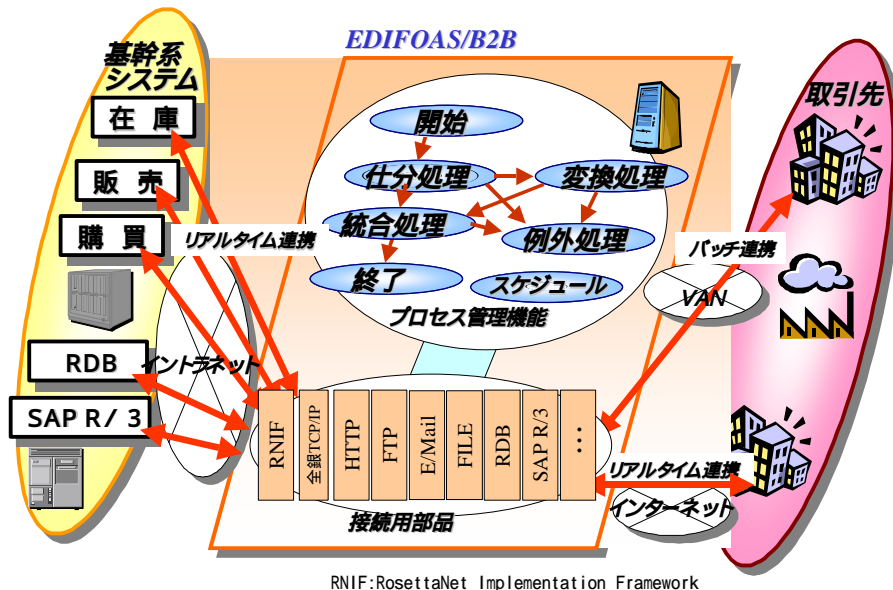 EDIFOAS/B2B
基幹系
システム
在 庫
販 売
購 買
RDB
SAP R/3
リアルタイム連携
イントラネット
開始
仕分処理
変換処理
統合処理
例外処理
終了
スケジュール
プロセス管理機能
RNIF
全銀TCP/IP
HTTP
FTP
E/Mail
FILE
RDB
SAP R/3
…
接続用部品
取引先
バッチ連携
VAN
リアルタイム連携
インターネット
RNIF:RosettaNet Implementation Framework